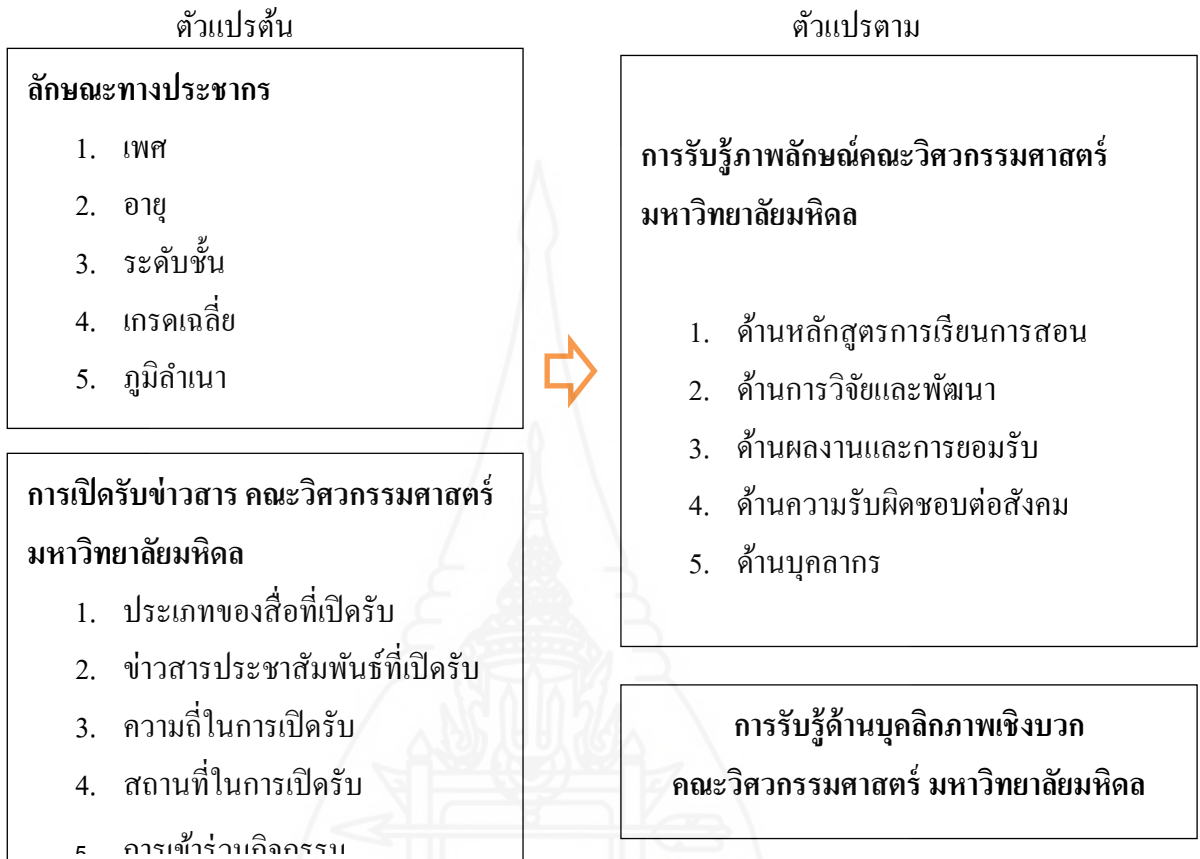 ตัวแปรต้น
ลักษณะทางประชากร
1. เพศ
2. อายุ
3. ระดับชั้น
4. เกรดเฉลี่ย
5. ภูมิลำเนา
การเปิดรับข่าวสาร คณะวิศวกรรมศาสตร์
มหาวิทยาลัยมหิดล
1. ประเภทของสื่อที่เปิดรับ
2. ข่าวสารประชาสัมพันธ์ที่เปิดรับ
3. ความถี่ในการเปิดรับ
4. สถานที่ในการเปิดรับ
5. การเข้าร่วมกิจกรรม
ตัวแปรตาม
การรับรู้ภาพลักษณ์คณะวิศวกรรมศาสตร์
มหาวิทยาลัยมหิดล
1. ด้านหลักสูตรการเรียนการสอน
2. ด้านการวิจัยและพัฒนา
3. ด้านผลงานและการยอมรับ
4. ด้านความรับผิดชอบต่อสังคม
5. ด้านบุคลากร
การรับรู้ด้านบุคลิกภาพเชิงบวก
คณะวิศวกรรมศาสตร์ มหาวิทยาลัยมหิดล